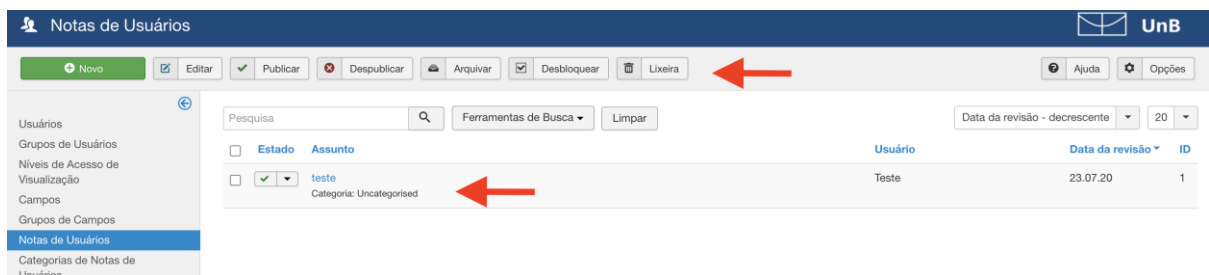 Notas de Usuários
UnB
Novo Editar Publicar Despublicar Arquivar Desbloquear Lixeira Ajuda Opções
Usuários
Grupos de Usuários
Níveis de Acesso de
Visualização
Campos
Grupos de Campos
Notas de Usuários
Categorias de Notas de
Usuários
Pesquisa Ferramentas de Busca Limpar Data da revisão - decrescente 20
Estado Assunto Usuário Data da revisão ID
teste Teste 23.07.20 1
Categoria: Uncategorised